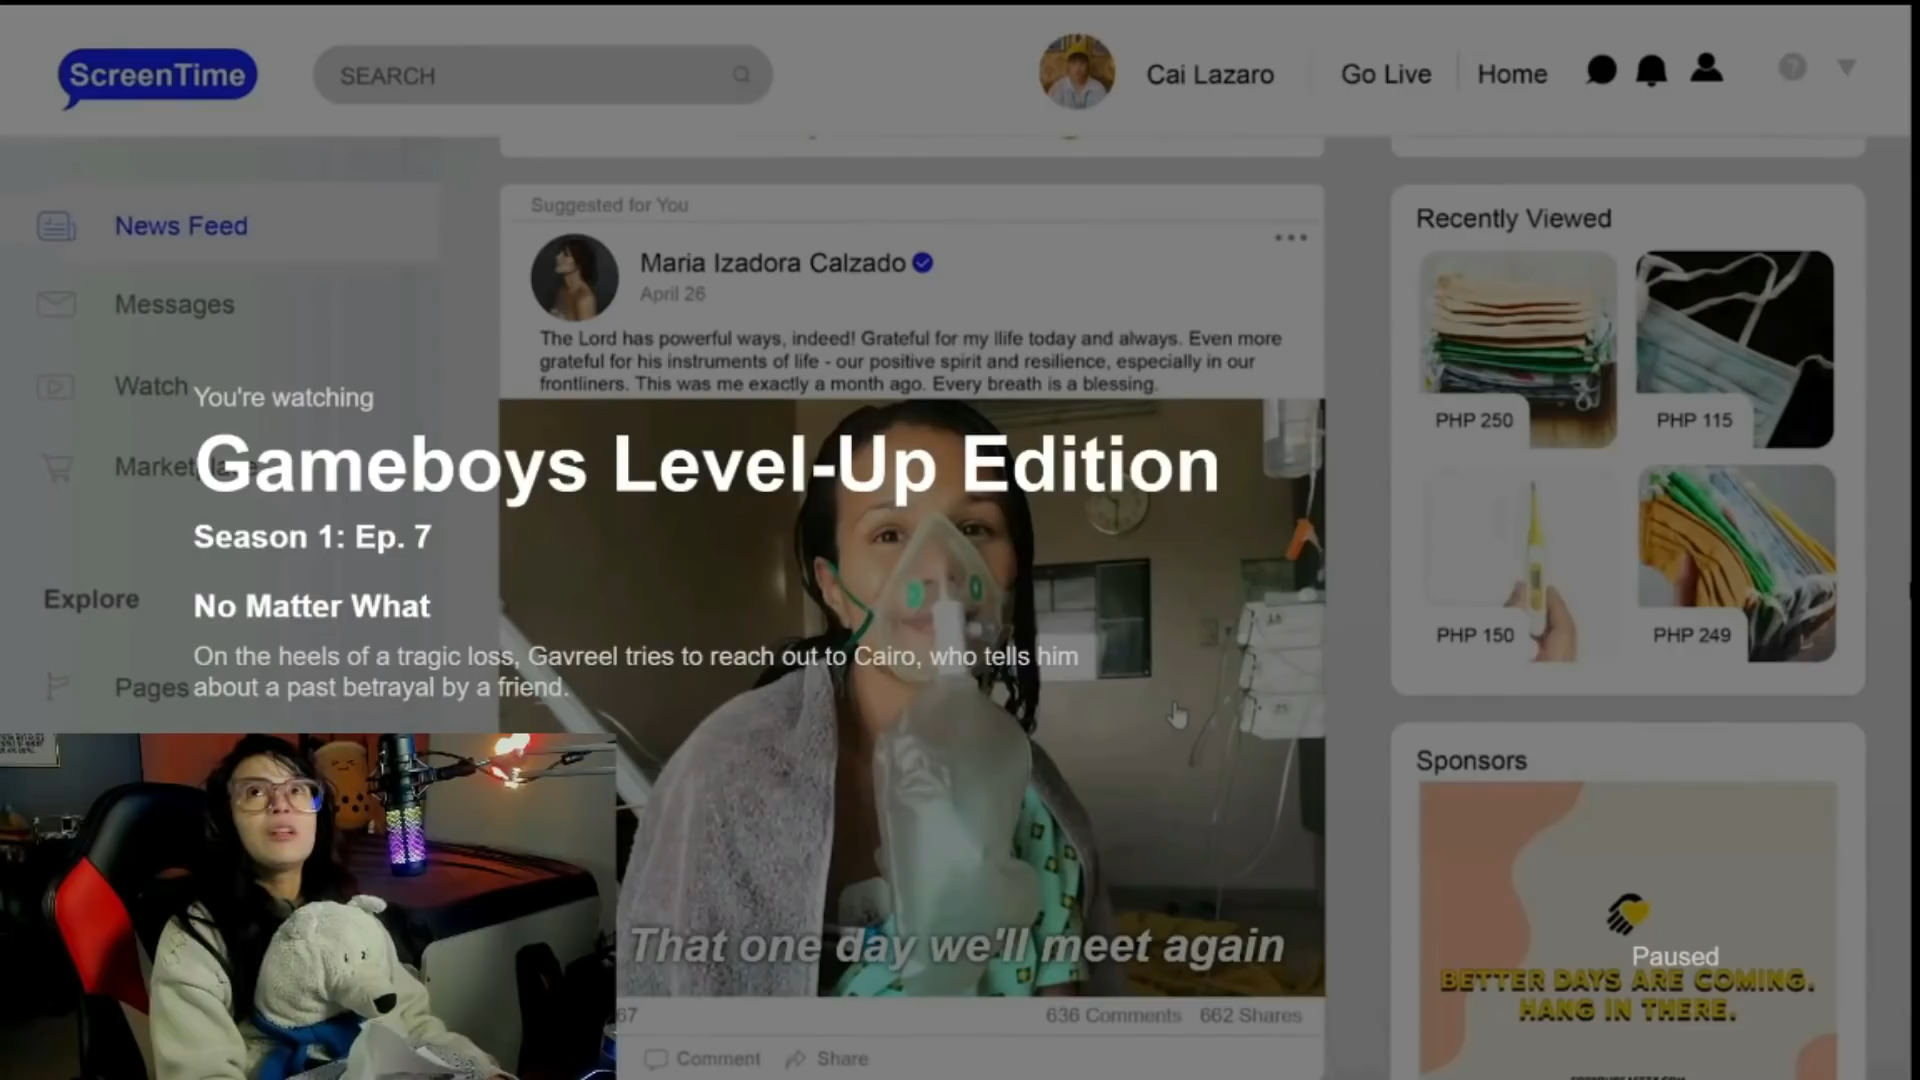 ScreenTime
SEARCH
Cai Lazaro
Go Live
Home
?
News Feed
Messages
Watch
Explore
Pages
Suggested for You
Maria Izadora Calzado
April 26
The Lord has powerful ways, indeed! Grateful for my llife today and always. Even more
grateful for his instruments of life - our positive spirit and resilience, especially in our
frontliners. This was me exactly a month ago. Every breath is a blessing.
You're watching
Gameboys Level-Up Edition
Season 1: Ep. 7
No Matter What
On the heels of a tragic loss, Gavreel tries to reach out to Cairo, who tells him
about a past betrayal by a friend.
That one day we'll meet again
67
636 Comments
662 Shares
Comment
Share
Recently Viewed
PHP 250
PHP 115
PHP 150
PHP 249
Sponsors
Paused
BETTER DAYS ARE COMING.
HANG IN THERE.